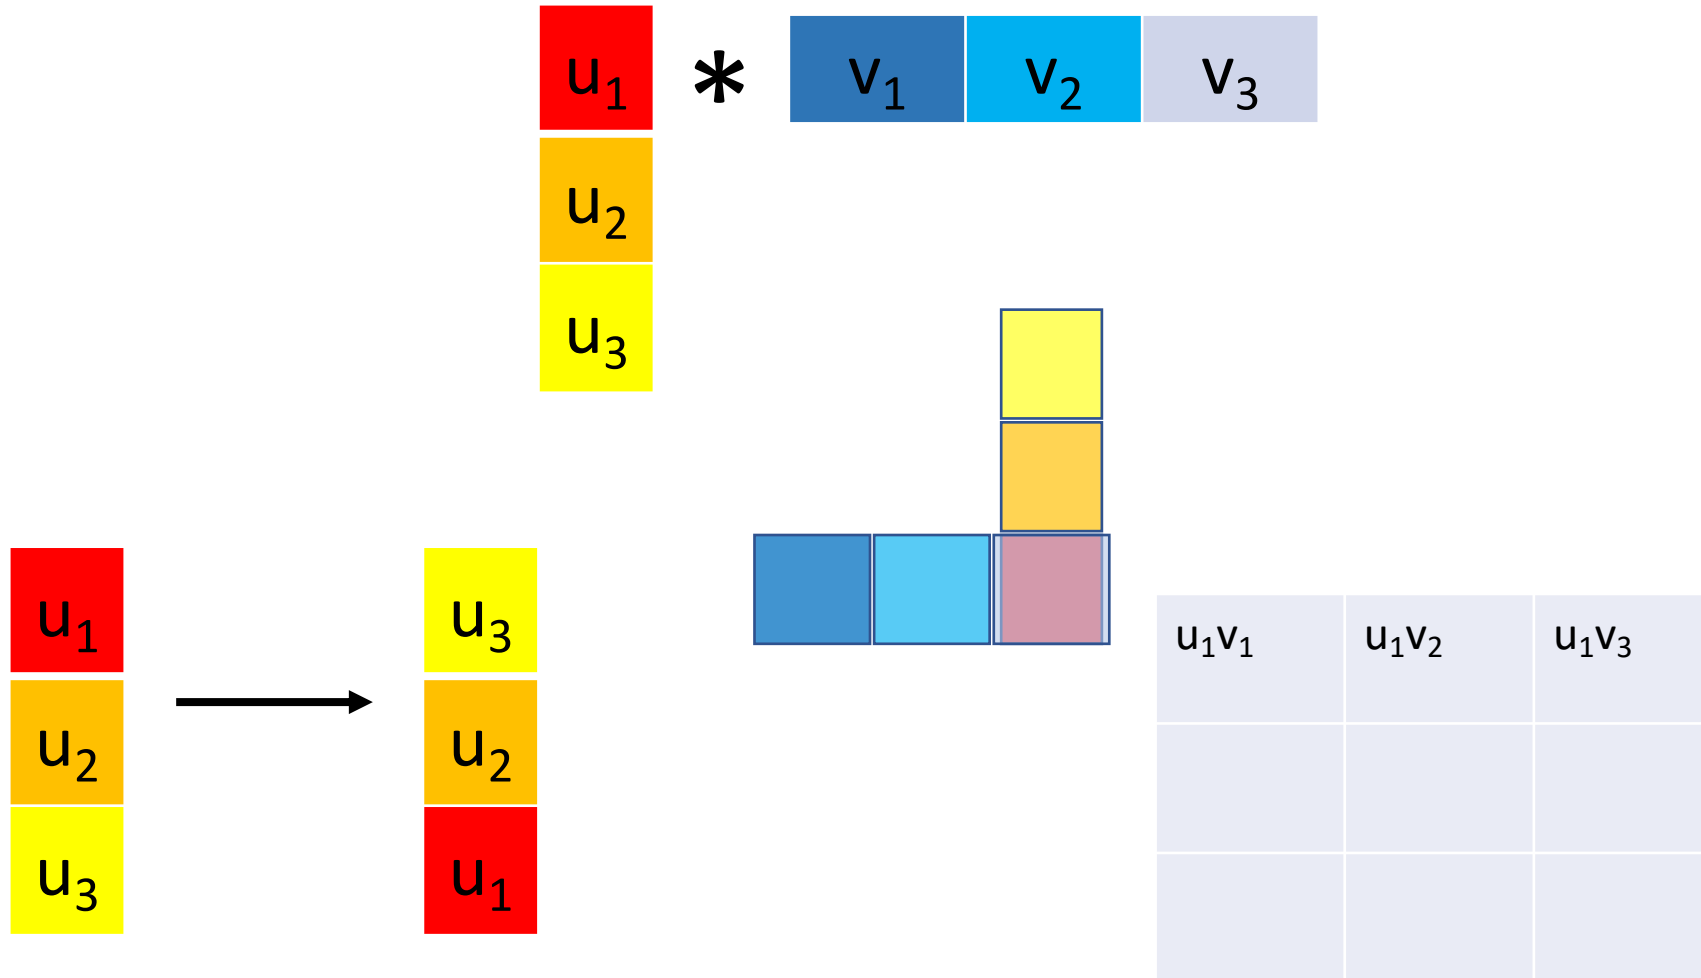 u₁ * v₁ v₂ v₃
u₂
u₃
u₁ u₃
u₂ u₂
u₃ u₁
u₁v₁ u₁v₂ u₁v₃